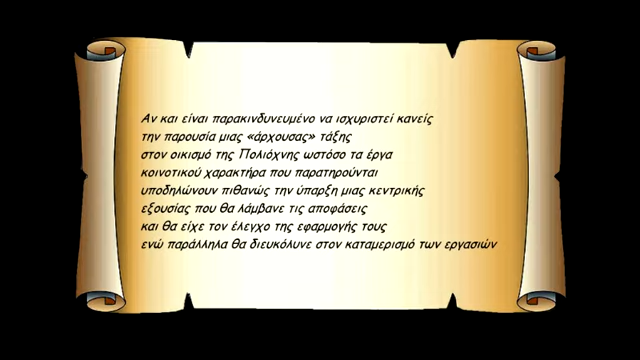 Αν και είναι παρακινδυνευμένο να ισχυριστεί κανείς
την παρουσία μιας «άρχουσας» τάξης
στον οικισμό της Πολιόχνης ωστόσο τα έργα
κοινοτικού χαρακτήρα που παρατηρούνται
υποδηλώνουν πιθανώς την ύπαρξη μιας κεντρικής
εξουσίας που θα λάμβανε τις αποφάσεις
και θα είχε τον έλεγχο της εφαρμογής τους
ενώ παράλληλα θα διευκόλυνε στον καταμερισμό των εργασιών